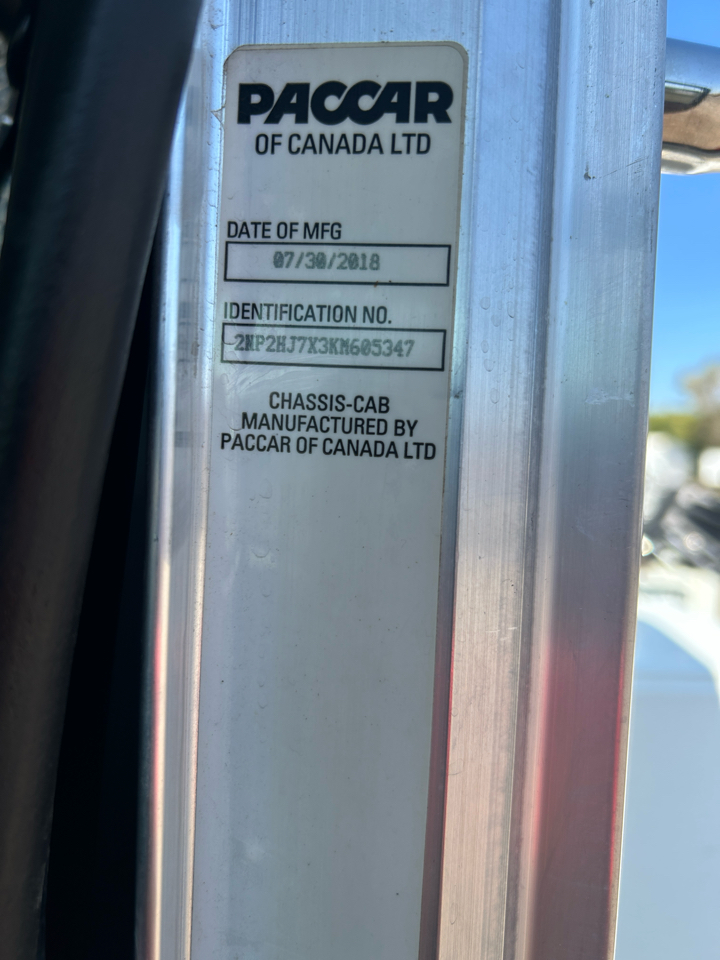 PACCAR
OF CANADA LTD
DATE OF MFG
07/30/2018
IDENTIFICATION NO.
2NP2HJ7X3KM605347
CHASSIS-CAB
MANUFACTURED BY
PACCAR OF CANADA LTD